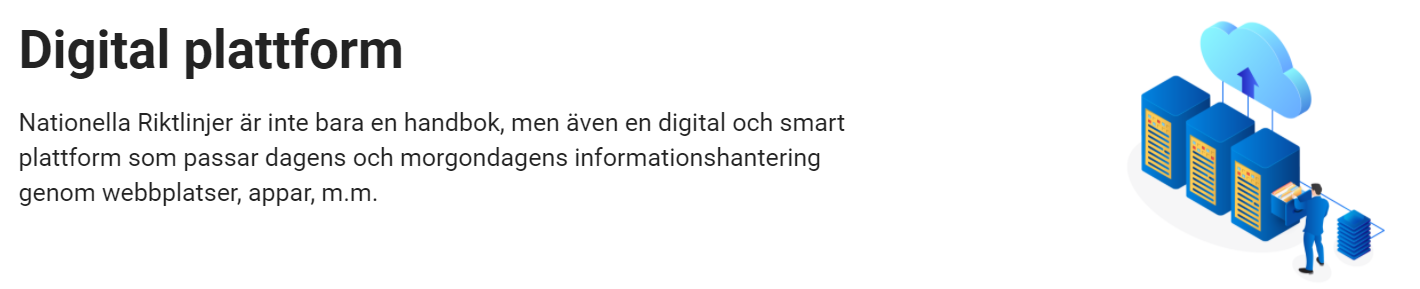 Digital plattform
Nationella Riktlinjer är inte bara en handbok, men även en digital och smart
plattform som passar dagens och morgondagens informationshantering
genom webbplatser, appar, m.m.